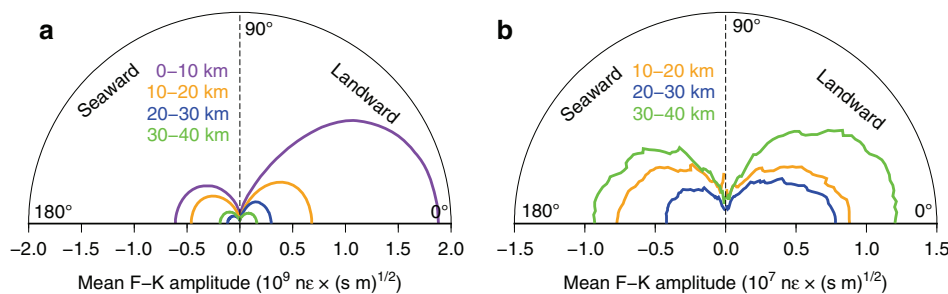 a
90°
Seaward
Landward
0–10 km
10–20 km
20–30 km
30–40 km
180°
0°
−2.0 −1.5 −1.0 −0.5 0.0 0.5 1.0 1.5 2.0
Mean F–K amplitude (10⁹ nε × (s m)¹/²)
b
90°
Seaward
Landward
10–20 km
20–30 km
30–40 km
180°
0°
−1.5 −1.0 −0.5 0.0 0.5 1.0 1.5
Mean F–K amplitude (10⁷ nε × (s m)¹/²)